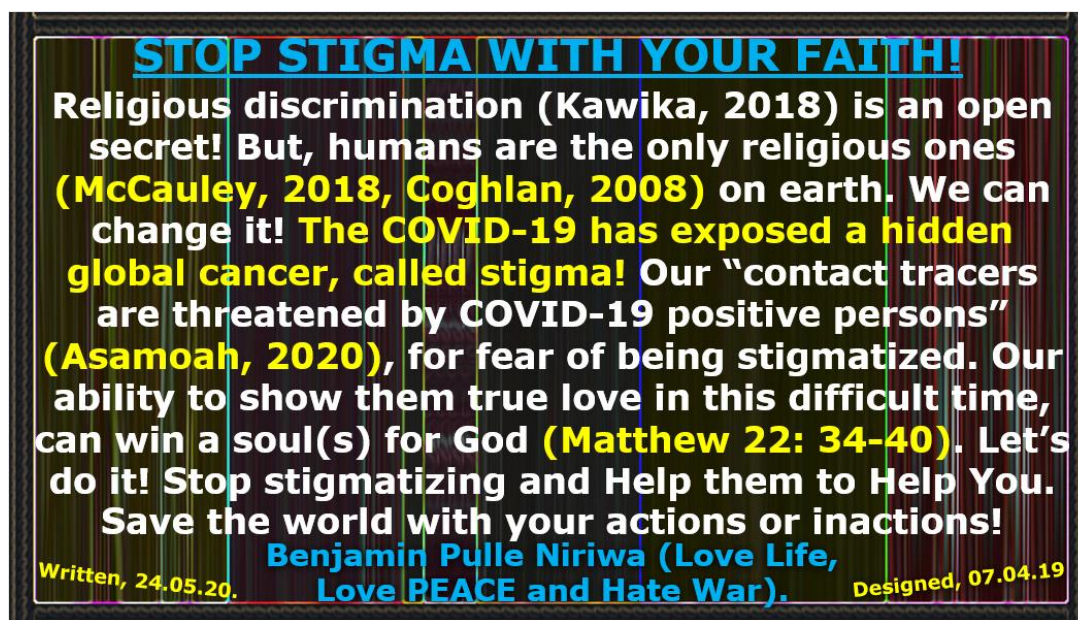 STOP STIGMA WITH YOUR FAITH!
Religious discrimination (Kawika, 2018) is an open
secret! But, humans are the only religious ones
(McCauley, 2018, Coghlan, 2008) on earth. We can
change it! The COVID-19 has exposed a hidden
global cancer, called stigma! Our “contact tracers
are threatened by COVID-19 positive persons”
(Asamoah, 2020), for fear of being stigmatized. Our
ability to show them true love in this difficult time,
can win a soul(s) for God (Matthew 22: 34-40). Let’s
do it! Stop stigmatizing and Help them to Help You.
Save the world with your actions or inactions!
Benjamin Pulle Niriwa (Love Life,
Love PEACE and Hate War).
Written, 24.05.20.
Designed, 07.04.19